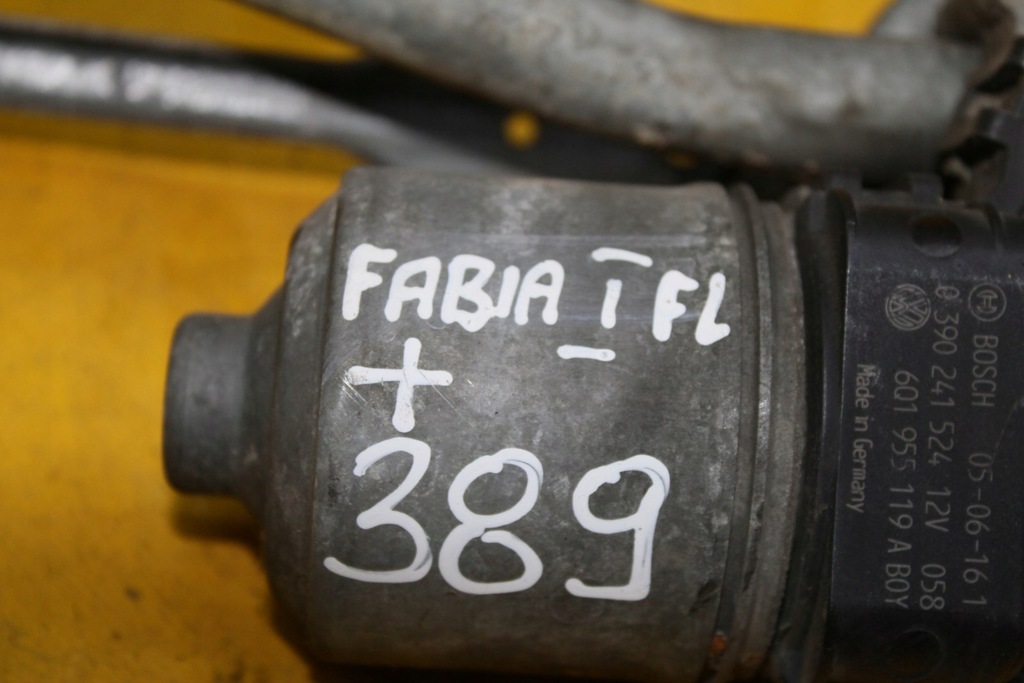 FABIA I FL
+
389
BOSCH 05-06-16 1
0 390 241 524 12V 058
6Q1 955 119 A B0Y
Made in Germany